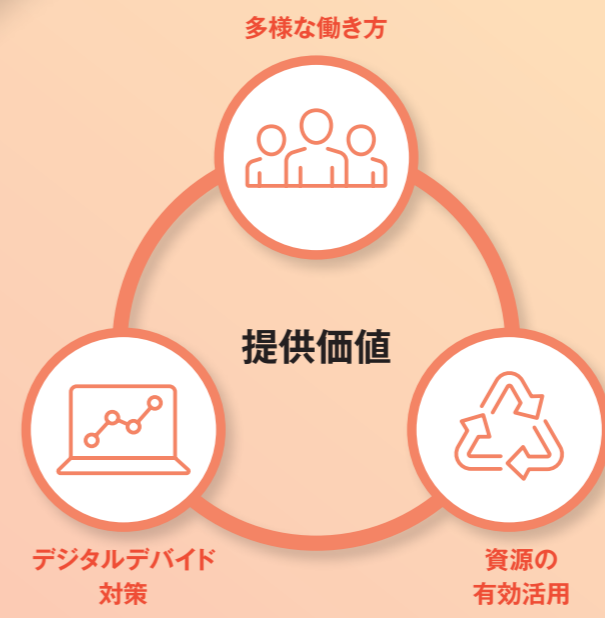 多様な働き方
提供価値
デジタルデバイド
対策
資源の
有効活用